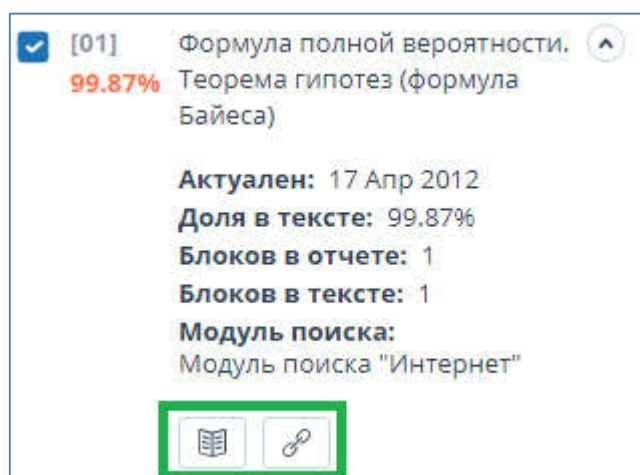 [01] Формула полной вероятности.
99.87% Теорема гипотез (формула
Байеса)
Актуален: 17 Апр 2012
Доля в тексте: 99.87%
Блоков в отчете: 1
Блоков в тексте: 1
Модуль поиска:
Модуль поиска "Интернет"